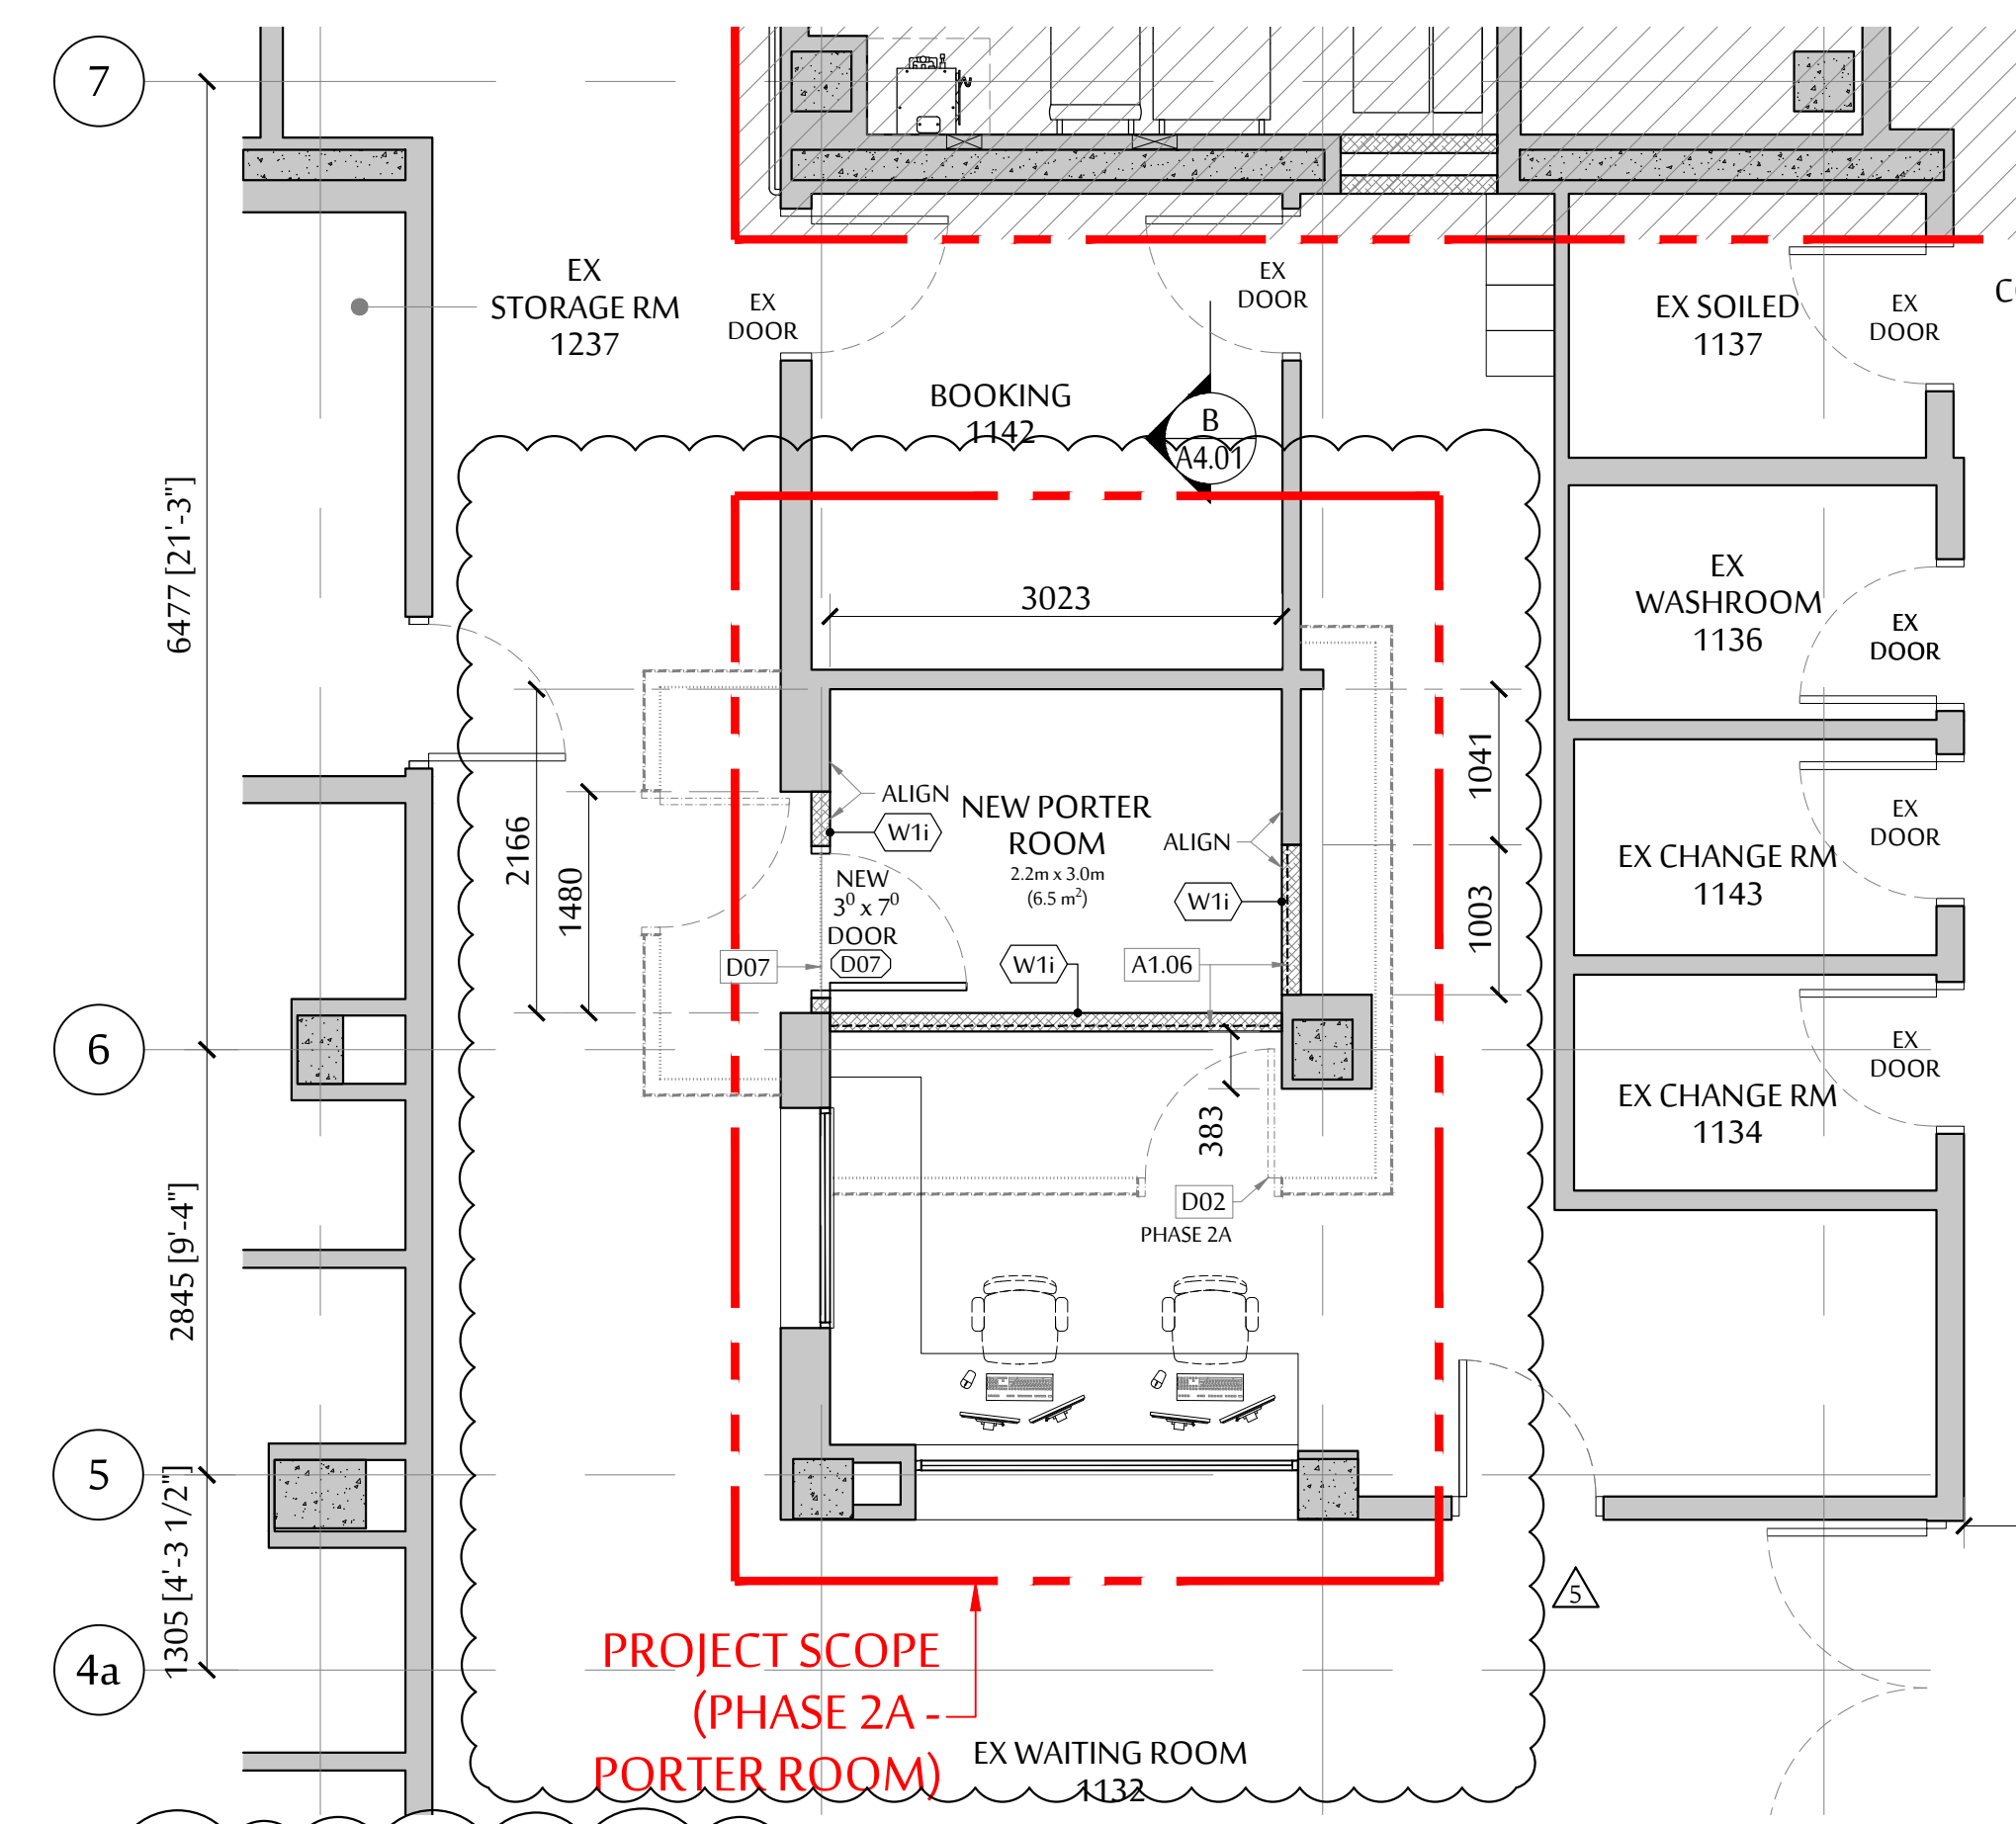 7
EX
STORAGE RM
1237
EX
DOOR
EX
DOOR
EX SOILED
1137
EX
DOOR
BOOKING
1142
B
A4.01
6477 [21'-3"]
3023
EX
WASHROOM
1136
EX
DOOR
2166
1480
ALIGN
W1i
NEW PORTER
ROOM
2.2m x 3.0m
(6.5 m²)
ALIGN
W1i
1041
1003
EX CHANGE RM
1143
EX
DOOR
NEW
3⁰ x 7⁰
DOOR
D07
D07
W1i
A1.06
6
383
EX
DOOR
EX CHANGE RM
1134
D02
PHASE 2A
2845 [9'-4"]
5
1305 [4'-3 1/2"]
5
4a
PROJECT SCOPE
(PHASE 2A -
PORTER ROOM)
EX WAITING ROOM
1132